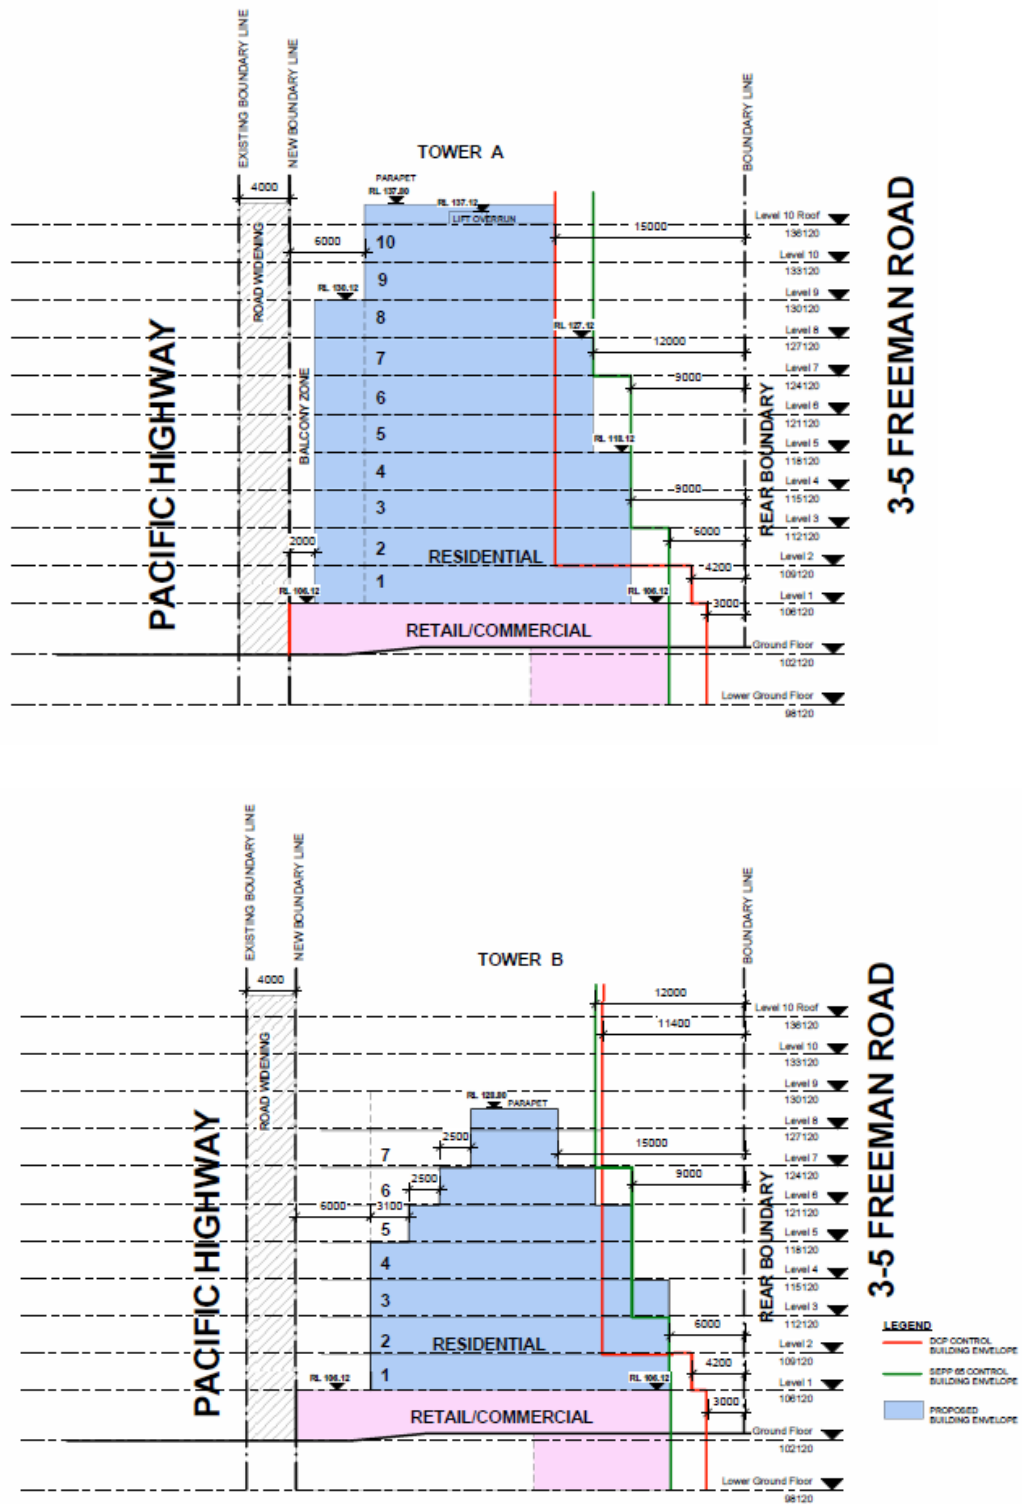 EXISTING BOUNDARY LINE
NEW BOUNDARY LINE
BOUNDARY LINE
TOWER A
4000
PARAPET
RL 137.80
RL 137.12
LIFT OVERRUN
6000
15000
Level 10 Roof
136120
10
Level 10
133120
9
RL 130.12
Level 9
130120
8
RL 127.12
Level 8
127120
12000
7
Level 7
124120
9000
6
Level 6
121120
5
RL 118.12
Level 5
118120
4
Level 4
115120
9000
3
Level 3
112120
6000
2000
2
RESIDENTIAL
Level 2
109120
4200
1
RL 106.12
RL 106.12
Level 1
106120
3000
RETAIL/COMMERCIAL
Ground Floor
102120
Lower Ground Floor
98120
ROAD WIDENING
BALCONY ZONE
PACIFIC HIGHWAY
REAR BOUNDARY
3-5 FREEMAN ROAD
EXISTING BOUNDARY LINE
NEW BOUNDARY LINE
BOUNDARY LINE
TOWER B
4000
12000
Level 10 Roof
136120
11400
Level 10
133120
Level 9
130120
RL 128.80
PARAPET
Level 8
127120
2500
15000
7
Level 7
124120
2500
9000
6
Level 6
121120
6000
3100
5
Level 5
118120
4
Level 4
115120
3
Level 3
112120
6000
2
RESIDENTIAL
Level 2
109120
4200
1
RL 106.12
RL 106.12
Level 1
106120
3000
RETAIL/COMMERCIAL
Ground Floor
102120
Lower Ground Floor
98120
ROAD WIDENING
PACIFIC HIGHWAY
REAR BOUNDARY
3-5 FREEMAN ROAD
LEGEND
DCP CONTROL
BUILDING ENVELOPE
SEPP 65 CONTROL
BUILDING ENVELOPE
PROPOSED
BUILDING ENVELOPE